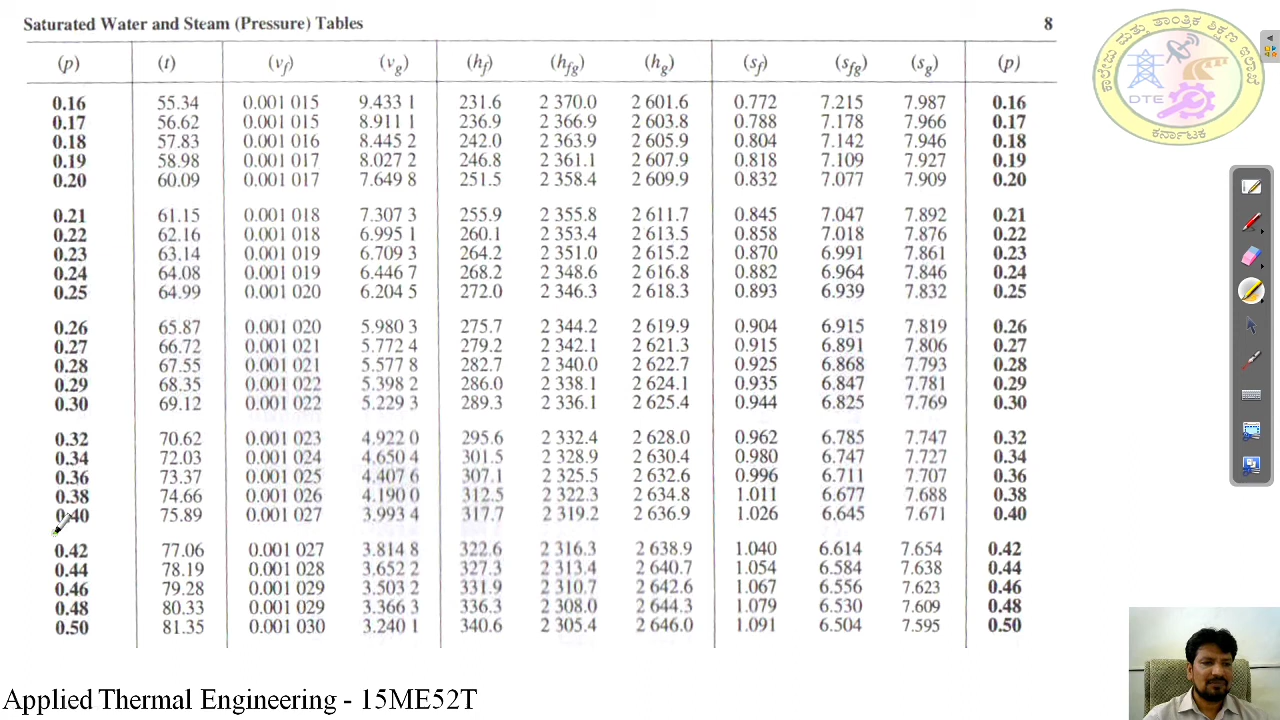 Saturated Water and Steam (Pressure) Tables 8
(p) (t) (vf) (vg) (hf) (hfg) (hg) (sf) (sfg) (sg) (p)
0.16 55.34 0.001 015 9.433 1 231.6 2 370.0 2 601.6 0.772 7.215 7.987 0.16
0.17 56.62 0.001 015 8.911 1 236.9 2 366.9 2 603.8 0.788 7.178 7.966 0.17
0.18 57.83 0.001 016 8.445 2 242.0 2 363.9 2 605.9 0.804 7.142 7.946 0.18
0.19 58.98 0.001 017 8.027 2 246.8 2 361.1 2 607.9 0.818 7.109 7.927 0.19
0.20 60.09 0.001 017 7.649 8 251.5 2 358.4 2 609.9 0.832 7.077 7.909 0.20
0.21 61.15 0.001 018 7.307 3 255.9 2 355.8 2 611.7 0.845 7.047 7.892 0.21
0.22 62.16 0.001 018 6.995 1 260.1 2 353.4 2 613.5 0.858 7.018 7.876 0.22
0.23 63.14 0.001 019 6.709 3 264.2 2 351.0 2 615.2 0.870 6.991 7.861 0.23
0.24 64.08 0.001 019 6.446 7 268.2 2 348.6 2 616.8 0.882 6.964 7.846 0.24
0.25 64.99 0.001 020 6.204 5 272.0 2 346.3 2 618.3 0.893 6.939 7.832 0.25
0.26 65.87 0.001 020 5.980 3 275.7 2 344.2 2 619.9 0.904 6.915 7.819 0.26
0.27 66.72 0.001 021 5.772 4 279.2 2 342.1 2 621.3 0.915 6.891 7.806 0.27
0.28 67.55 0.001 021 5.577 8 282.7 2 340.0 2 622.7 0.925 6.868 7.793 0.28
0.29 68.35 0.001 022 5.398 2 286.0 2 338.1 2 624.1 0.935 6.847 7.781 0.29
0.30 69.12 0.001 022 5.229 3 289.3 2 336.1 2 625.4 0.944 6.825 7.769 0.30
0.32 70.62 0.001 023 4.922 0 295.6 2 332.4 2 628.0 0.962 6.785 7.747 0.32
0.34 72.03 0.001 024 4.650 4 301.5 2 328.9 2 630.4 0.980 6.747 7.727 0.34
0.36 73.37 0.001 025 4.407 6 307.1 2 325.5 2 632.6 0.996 6.711 7.707 0.36
0.38 74.66 0.001 026 4.190 0 312.5 2 322.3 2 634.8 1.011 6.677 7.688 0.38
0.40 75.89 0.001 027 3.993 4 317.7 2 319.2 2 636.9 1.026 6.645 7.671 0.40
0.42 77.06 0.001 027 3.814 8 322.6 2 316.3 2 638.9 1.040 6.614 7.654 0.42
0.44 78.19 0.001 028 3.652 2 327.3 2 313.4 2 640.7 1.054 6.584 7.638 0.44
0.46 79.28 0.001 029 3.503 2 331.9 2 310.7 2 642.6 1.067 6.556 7.623 0.46
0.48 80.33 0.001 029 3.366 3 336.3 2 308.0 2 644.3 1.079 6.530 7.609 0.48
0.50 81.35 0.001 030 3.240 1 340.6 2 305.4 2 646.0 1.091 6.504 7.595 0.50
ಕಾಲೇಜು ಮತ್ತು ತಾಂತ್ರಿಕ ಶಿಕ್ಷಣ ಇಲಾಖೆ
DTE
ಕರ್ನಾಟಕ
Applied Thermal Engineering - 15ME52T